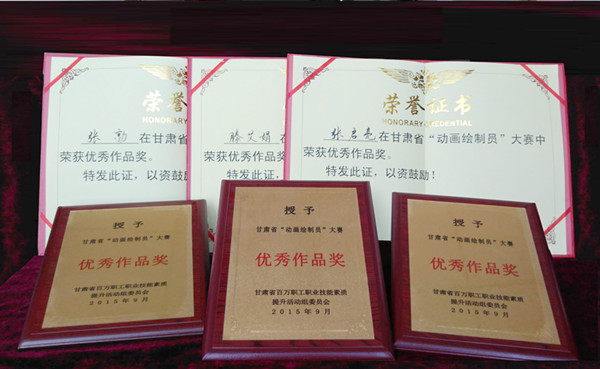 荣誉
HONORAR
张勃在甘肃省
荣获优秀作品奖。
特发此证，以资鼓励
滕艾娟在
荣获优秀作品奖
特发此证，
荣誉证书
HONORARY CREDENTIAL
张启亮在甘肃省“动画绘制员”大赛中
荣获优秀作品奖。
特发此证，以资鼓励！
授予
甘肃省“动画绘制员”大赛
优秀作品奖
甘肃省百万职工职业技能素质
提升活动组委员会
2015年9月
授予
甘肃省“动画绘制员”大赛
优秀作品奖
甘肃省百万职工职业技能素质
提升活动组委员会
2015年9月
授予
甘肃省“动画绘制员”大赛
优秀作品奖
甘肃省百万职工职业技能素质
提升活动组委员会
2015年9月